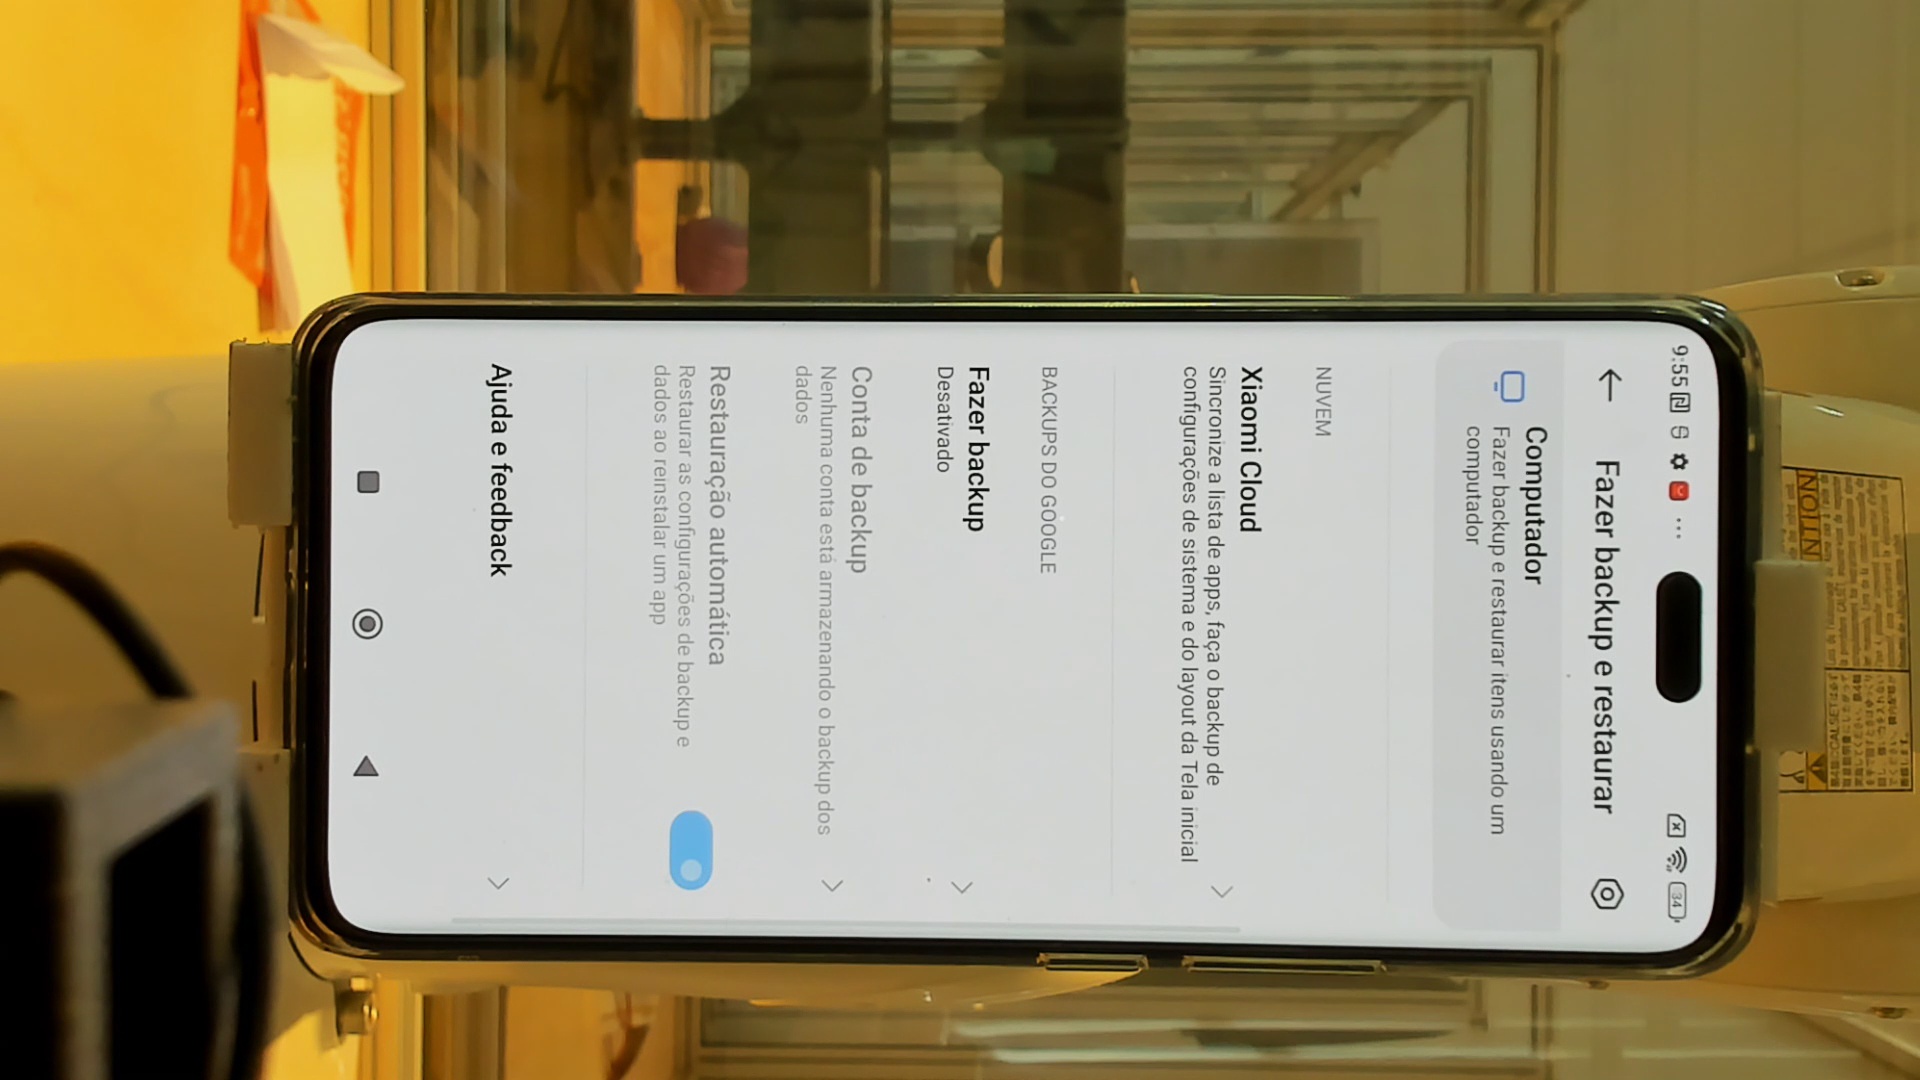 9:55
34
Fazer backup e restaurar
Computador
Fazer backup e restaurar itens usando um
computador
NUVEM
Xiaomi Cloud
Sincronize a lista de apps, faça o backup de
configurações de sistema e do layout da Tela inicial
BACKUPS DO GOOGLE
Fazer backup
Desativado
Conta de backup
Nenhuma conta está armazenando o backup dos
dados
Restauração automática
Restaurar as configurações de backup e
dados ao reinstalar um app
Ajuda e feedback